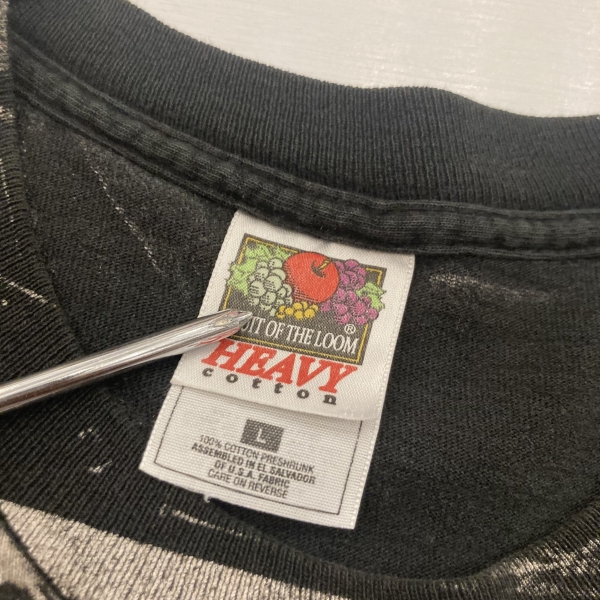 UIT OF THE LOOM
®
HEAVY
cotton
L
100% COTTON PRESHRUNK
ASSEMBLED IN EL SALVADOR
OF U.S.A. FABRIC
CARE ON REVERSE